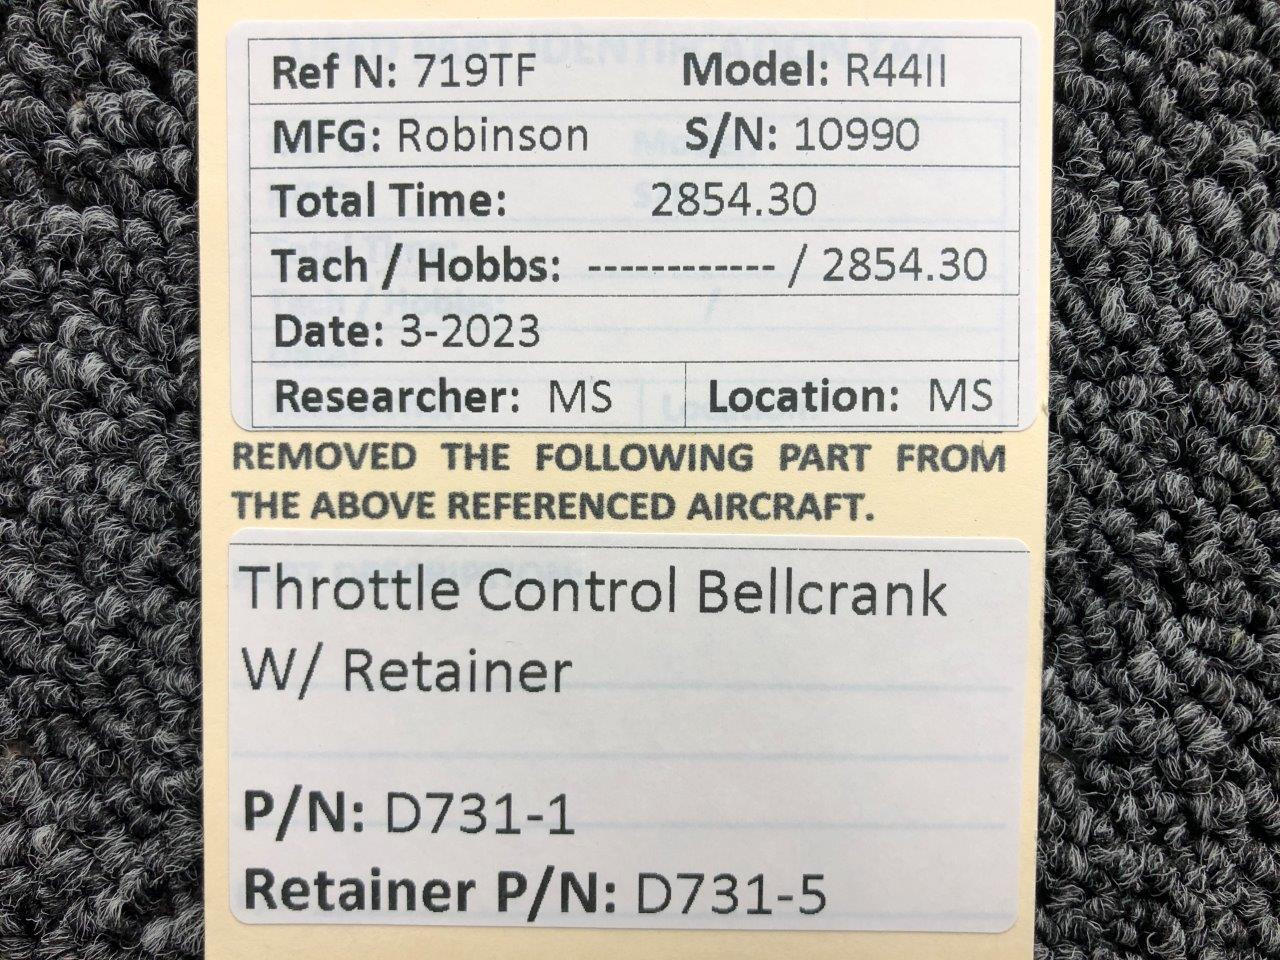 Ref N: 719TF Model: R44II
MFG: Robinson S/N: 10990
Total Time: 2854.30
Tach / Hobbs: ------------ / 2854.30
Date: 3-2023
Researcher: MS Location: MS
REMOVED THE FOLLOWING PART FROM
THE ABOVE REFERENCED AIRCRAFT.
Throttle Control Bellcrank
W/ Retainer
P/N: D731-1
Retainer P/N: D731-5